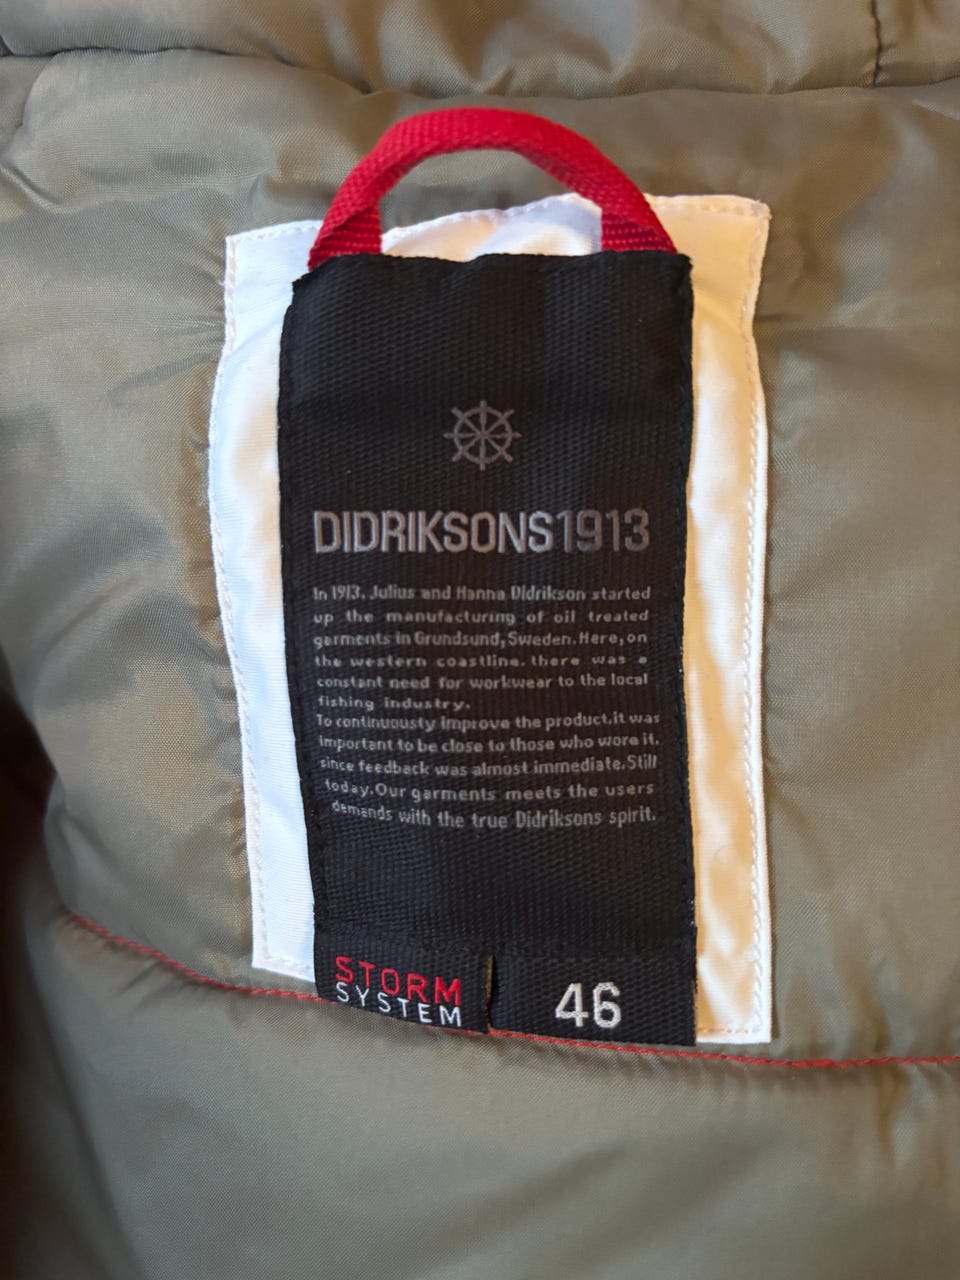 DIDRIKSONS1913
In 1913, Julius and Hanna Didrikson started
up the manufacturing of oil treated
garments in Grundsund, Sweden. Here, on
the western coastline, there was a
constant need for workwear to the local
fishing industry.
To continuously improve the product, it was
important to be close to those who wore it,
since feedback was almost immediate. Still
today. Our garments meets the users
demands with the true Didriksons spirit.
STORM
SYSTEM
46